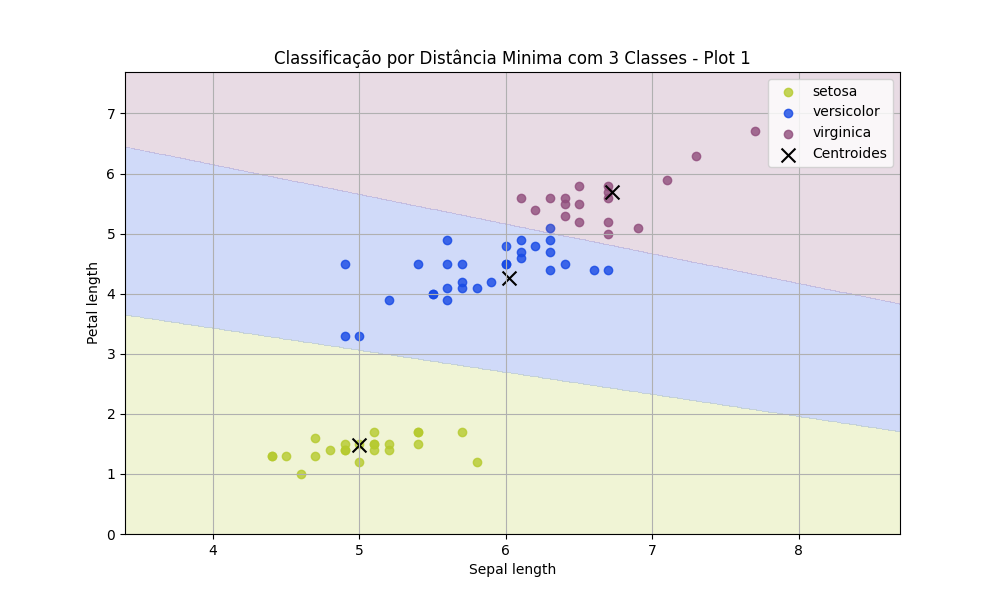 Classificação por Distância Minima com 3 Classes - Plot 1
setosa
versicolor
virginica
Centroides
Petal length
7
6
5
4
3
2
1
0
4
5
6
7
8
Sepal length